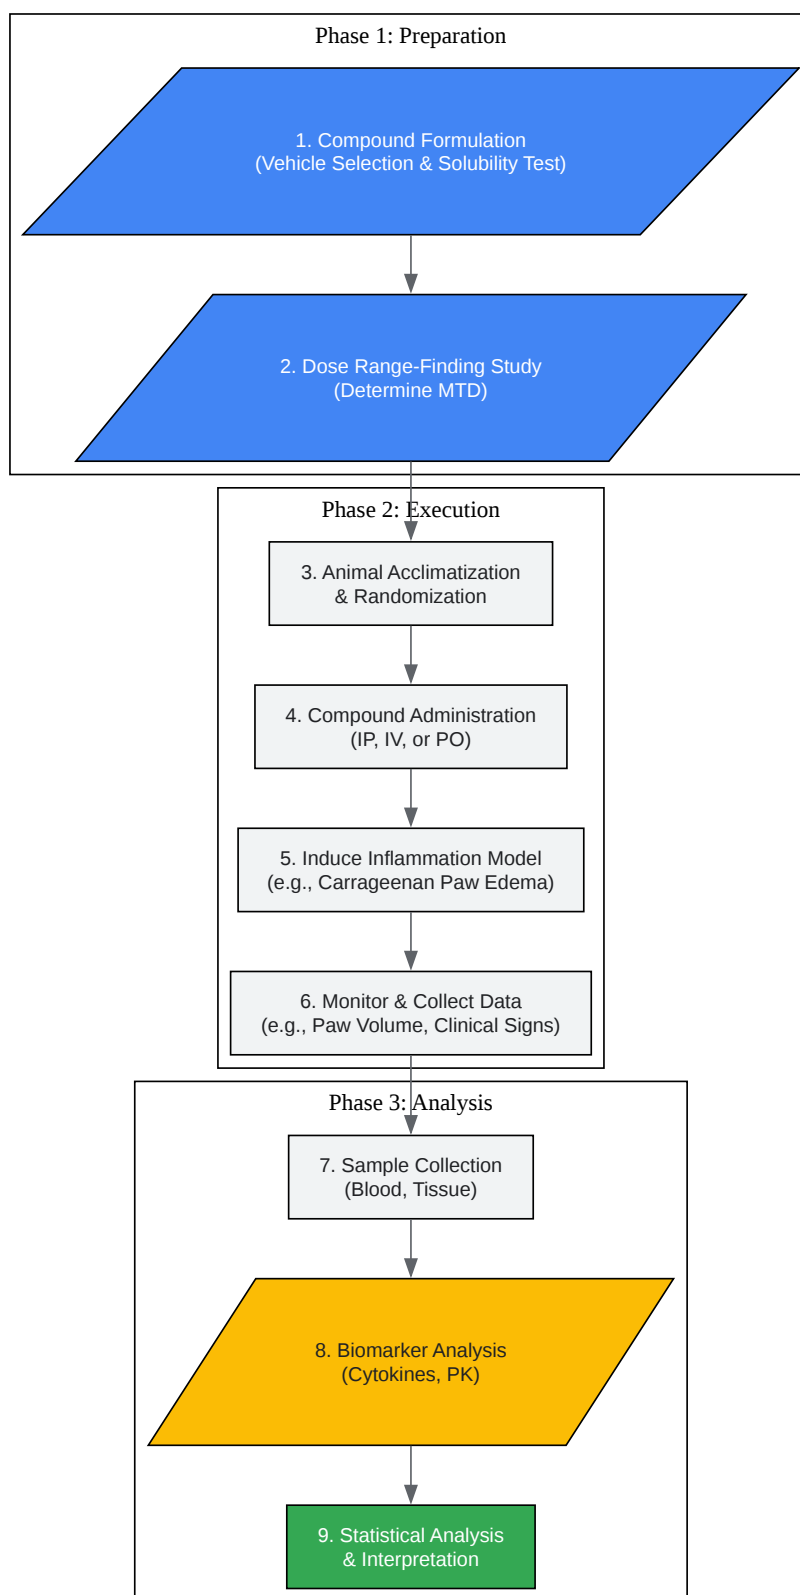 Phase 1: Preparation
1. Compound Formulation
(Vehicle Selection & Solubility Test)
2. Dose Range-Finding Study
(Determine MTD)
Phase 2: Execution
3. Animal Acclimatization
& Randomization
4. Compound Administration
(IP, IV, or PO)
5. Induce Inflammation Model
(e.g., Carrageenan Paw Edema)
6. Monitor & Collect Data
(e.g., Paw Volume, Clinical Signs)
Phase 3: Analysis
7. Sample Collection
(Blood, Tissue)
8. Biomarker Analysis
(Cytokines, PK)
9. Statistical Analysis
& Interpretation